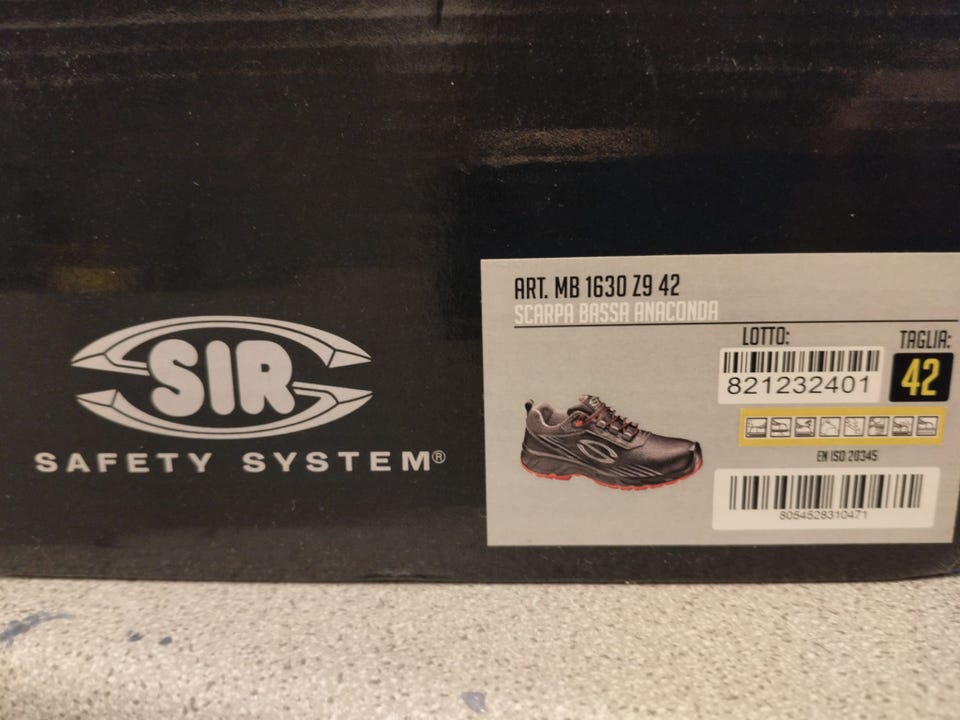 SIR
SAFETY SYSTEM®
ART. MB 1630 Z9 42
SCARPA BASSA ANACONDA
LOTTO:
TAGLIA:
821232401
42
EN ISO 20345
8054528310471